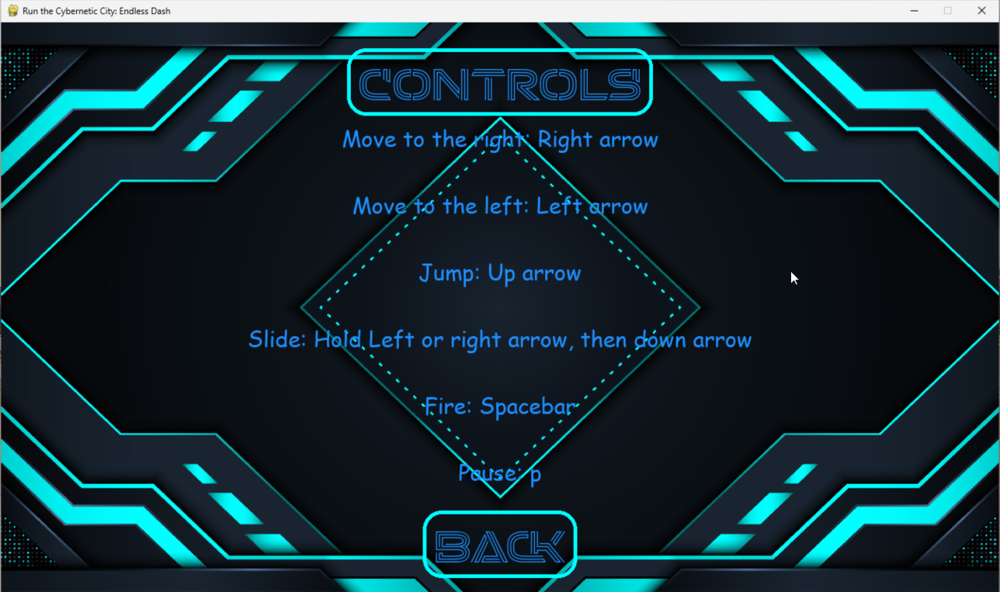 Run the Cybernetic City: Endless Dash
CONTROLS
Move to the right: Right arrow
Move to the left: Left arrow
Jump: Up arrow
Slide: Hold Left or right arrow, then down arrow
Fire: Spacebar
Pause: p
BACK